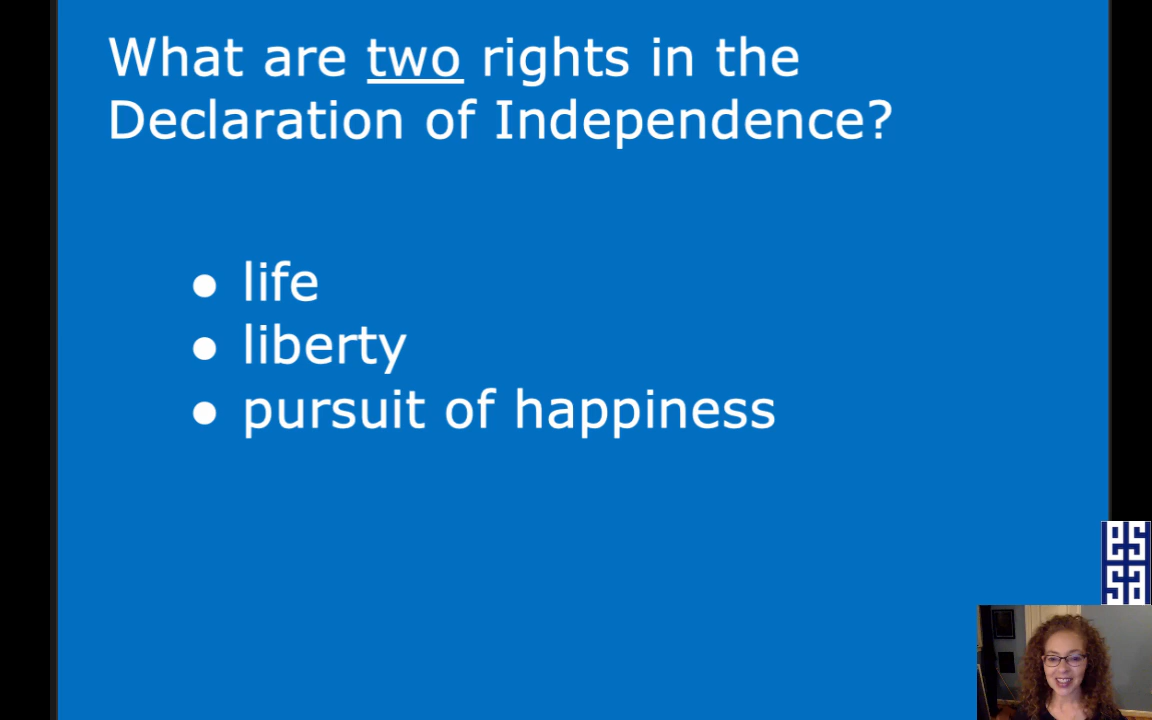 What are two rights in the
Declaration of Independence?
● life
● liberty
● pursuit of happiness